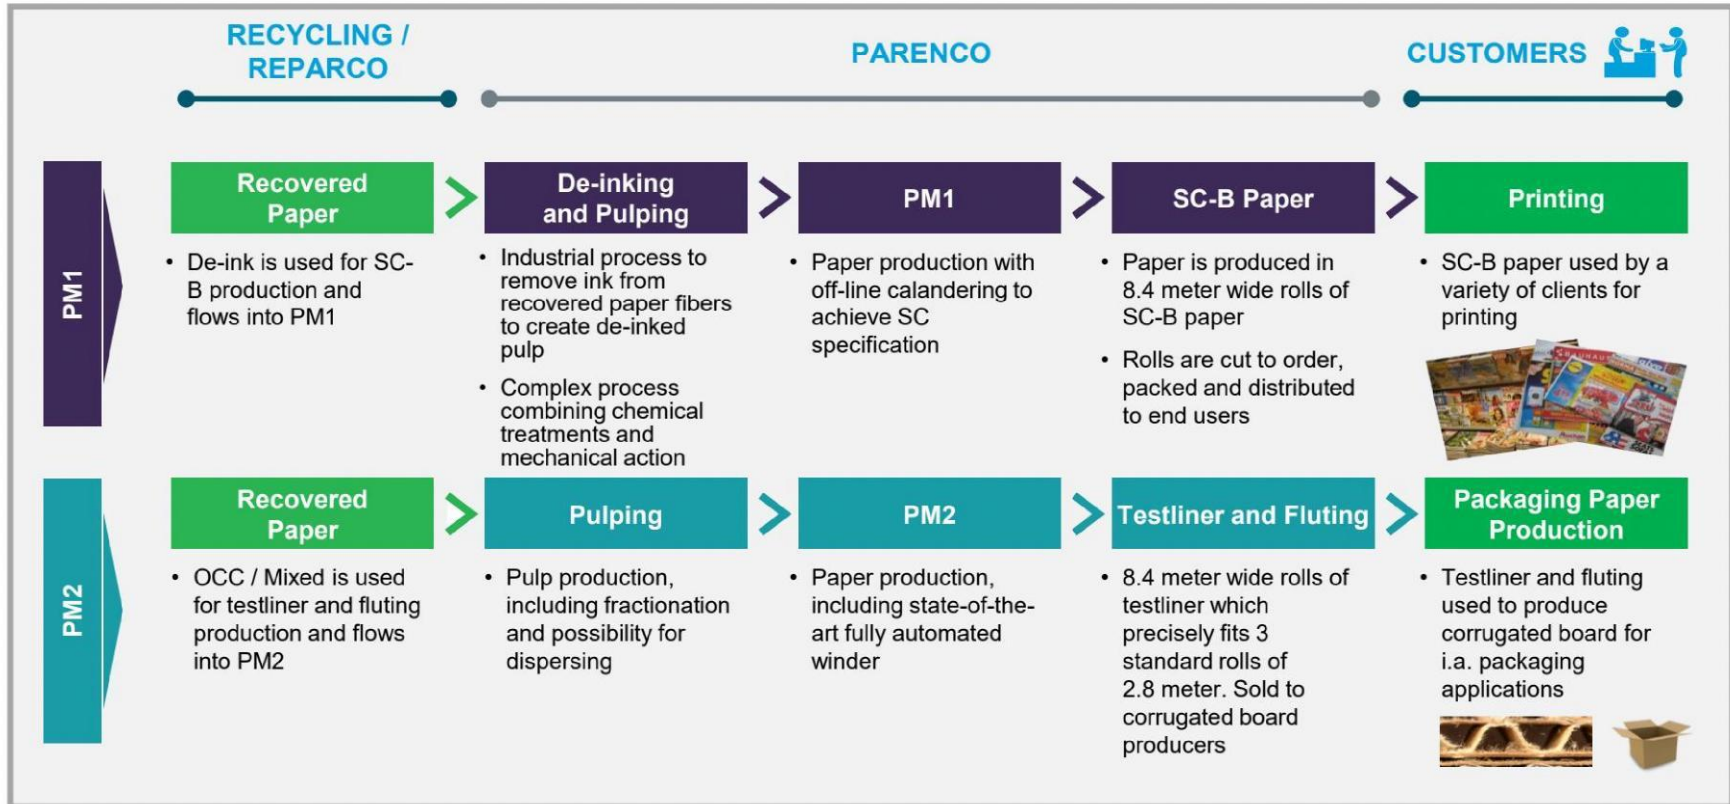 RECYCLING /
REPARCO
PARENCO
CUSTOMERS
PM1
Recovered
Paper
• De-ink is used for SC-
B production and
flows into PM1
De-inking
and Pulping
• Industrial process to
remove ink from
recovered paper fibers
to create de-inked
pulp
• Complex process
combining chemical
treatments and
mechanical action
PM1
• Paper production with
off-line calandering to
achieve SC
specification
SC-B Paper
• Paper is produced in
8.4 meter wide rolls of
SC-B paper
• Rolls are cut to order,
packed and distributed
to end users
Printing
• SC-B paper used by a
variety of clients for
printing
PM2
Recovered
Paper
• OCC / Mixed is used
for testliner and fluting
production and flows
into PM2
Pulping
• Pulp production,
including fractionation
and possibility for
dispersing
PM2
• Paper production,
including state-of-the-
art fully automated
winder
Testliner and Fluting
• 8.4 meter wide rolls of
testliner which
precisely fits 3
standard rolls of
2.8 meter. Sold to
corrugated board
producers
Packaging Paper
Production
• Testliner and fluting
used to produce
corrugated board for
i.a. packaging
applications